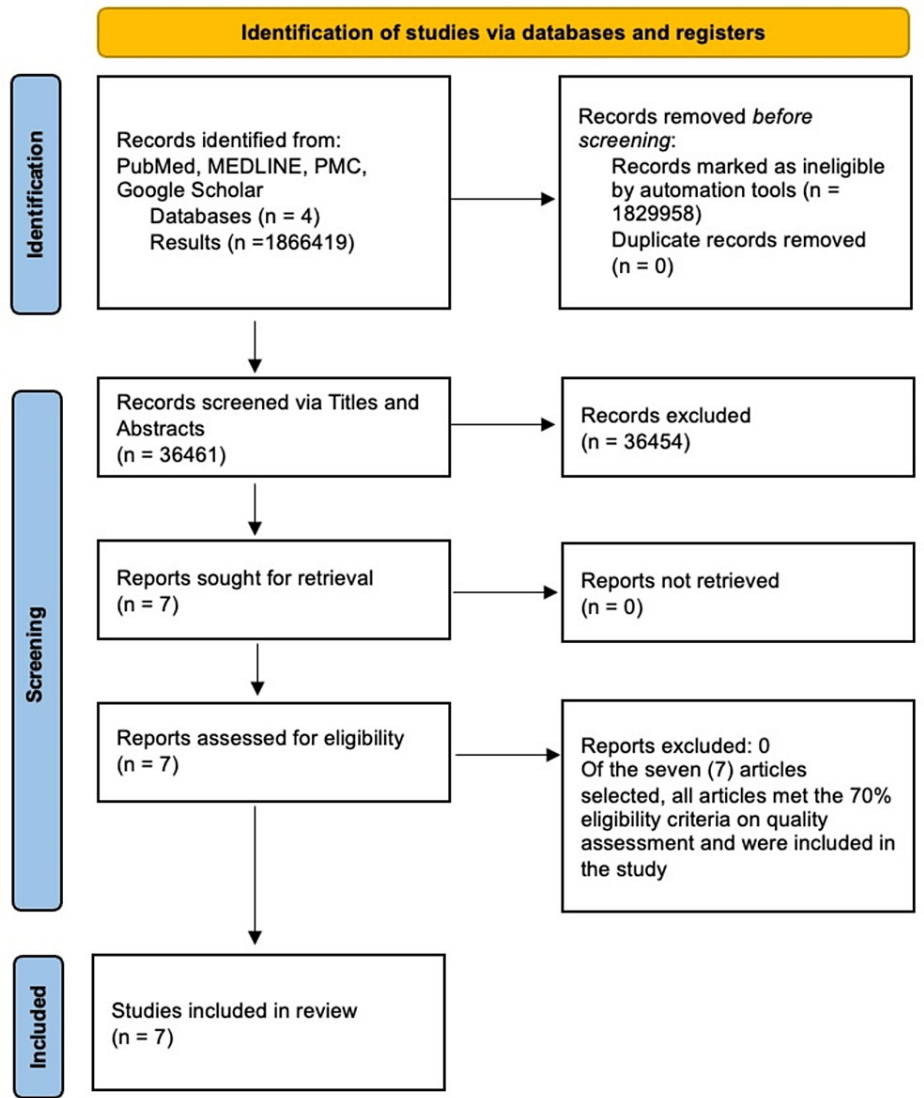 Identification of studies via databases and registers
Identification
Records identified from:
PubMed, MEDLINE, PMC,
Google Scholar
Databases (n = 4)
Results (n =1866419)
Records removed before
screening:
Records marked as ineligible
by automation tools (n =
1829958)
Duplicate records removed
(n = 0)
Screening
Records screened via Titles and
Abstracts
(n = 36461)
Records excluded
(n = 36454)
Reports sought for retrieval
(n = 7)
Reports not retrieved
(n = 0)
Reports assessed for eligibility
(n = 7)
Reports excluded: 0
Of the seven (7) articles
selected, all articles met the 70%
eligibility criteria on quality
assessment and were included in
the study
Included
Studies included in review
(n = 7)